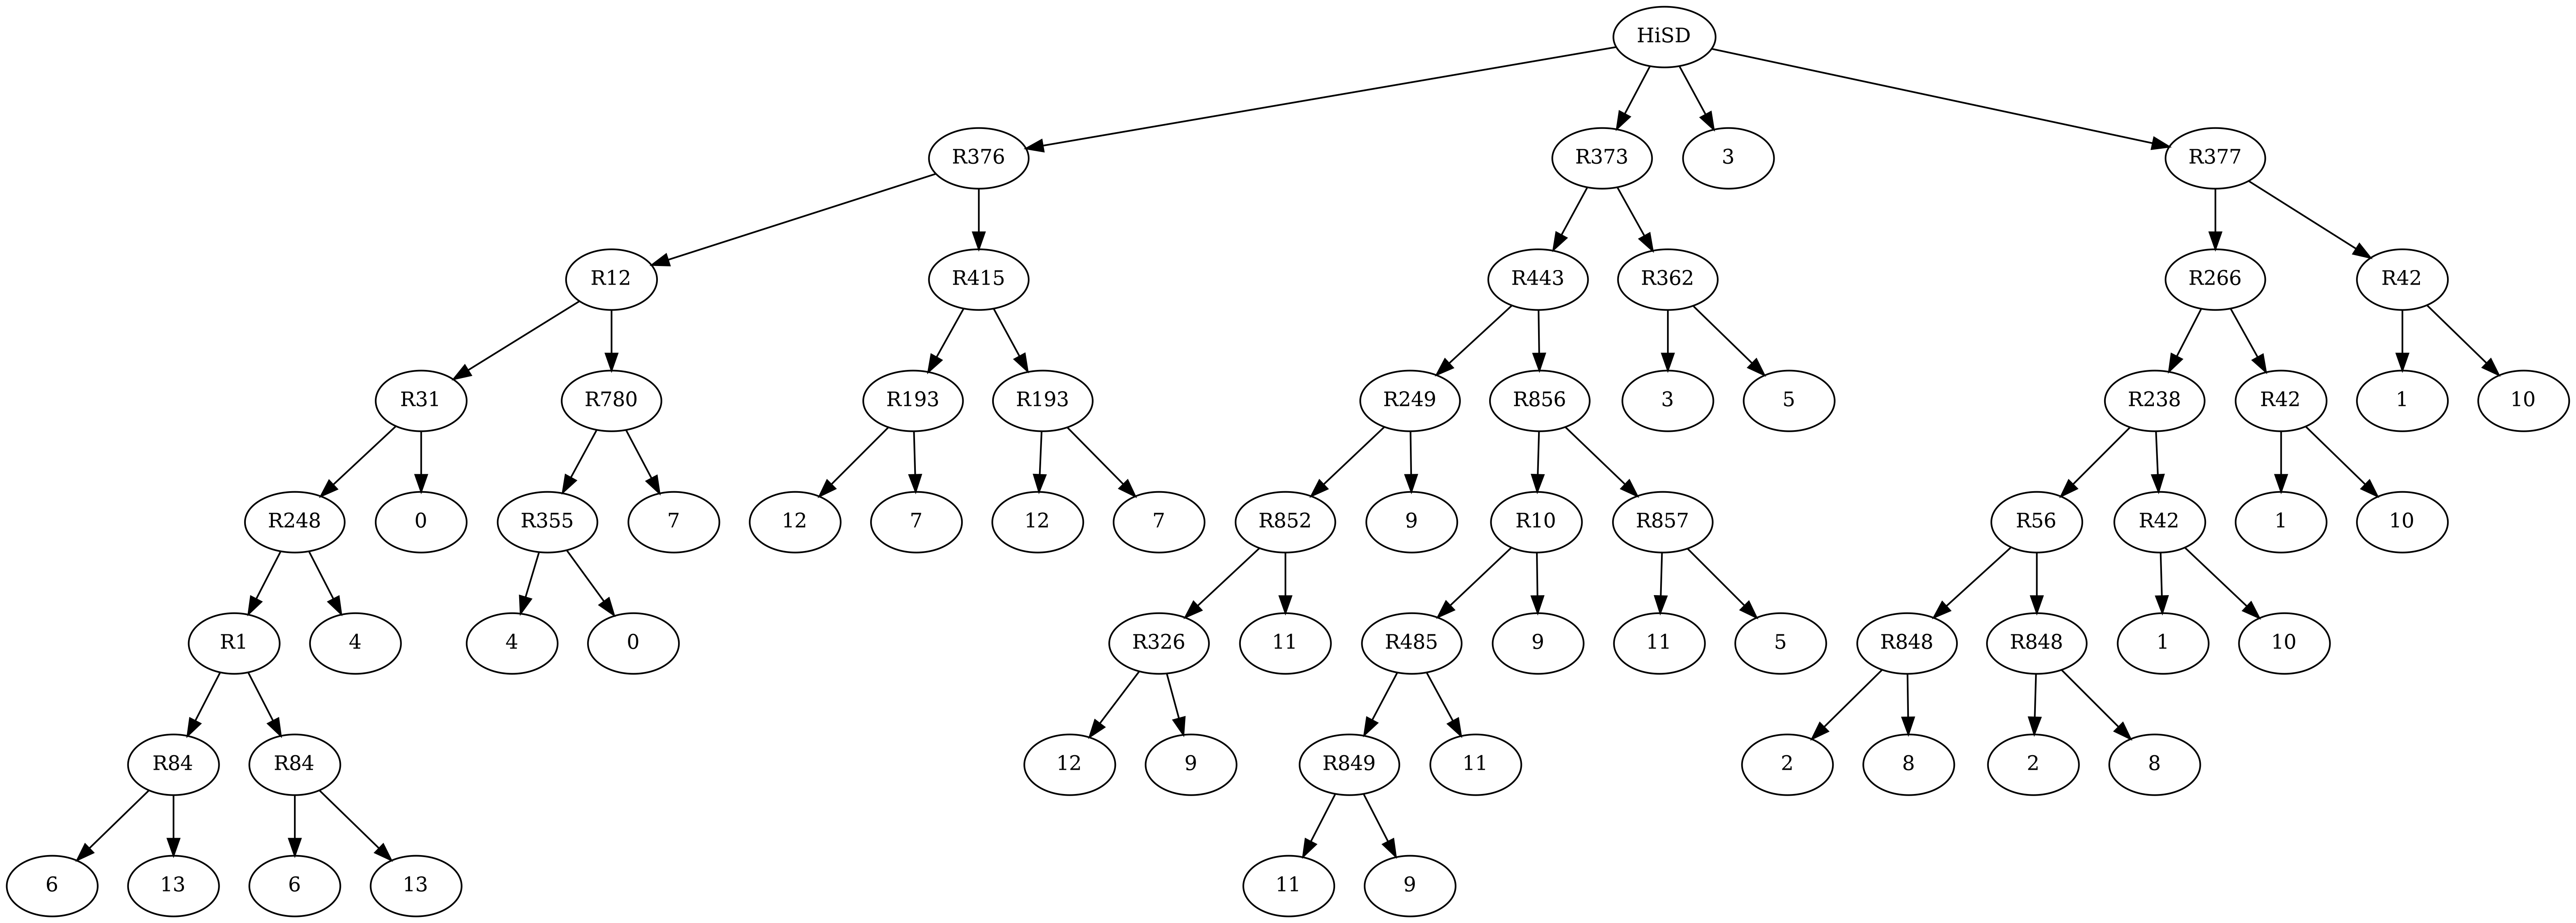 HiSD
R376 R373 3 R377
R12 R415 R443 R362 R266 R42
R31 R780 R193 R193 R249 R856 3 5 R238 R42 1 10
R248 0 R355 7 12 7 12 7 R852 9 R10 R857 R56 R42 1 10
R1 4 4 0 R326 11 R485 9 11 5 R848 R848 1 10
R84 R84 12 9 R849 11 2 8 2 8
6 13 6 13 11 9